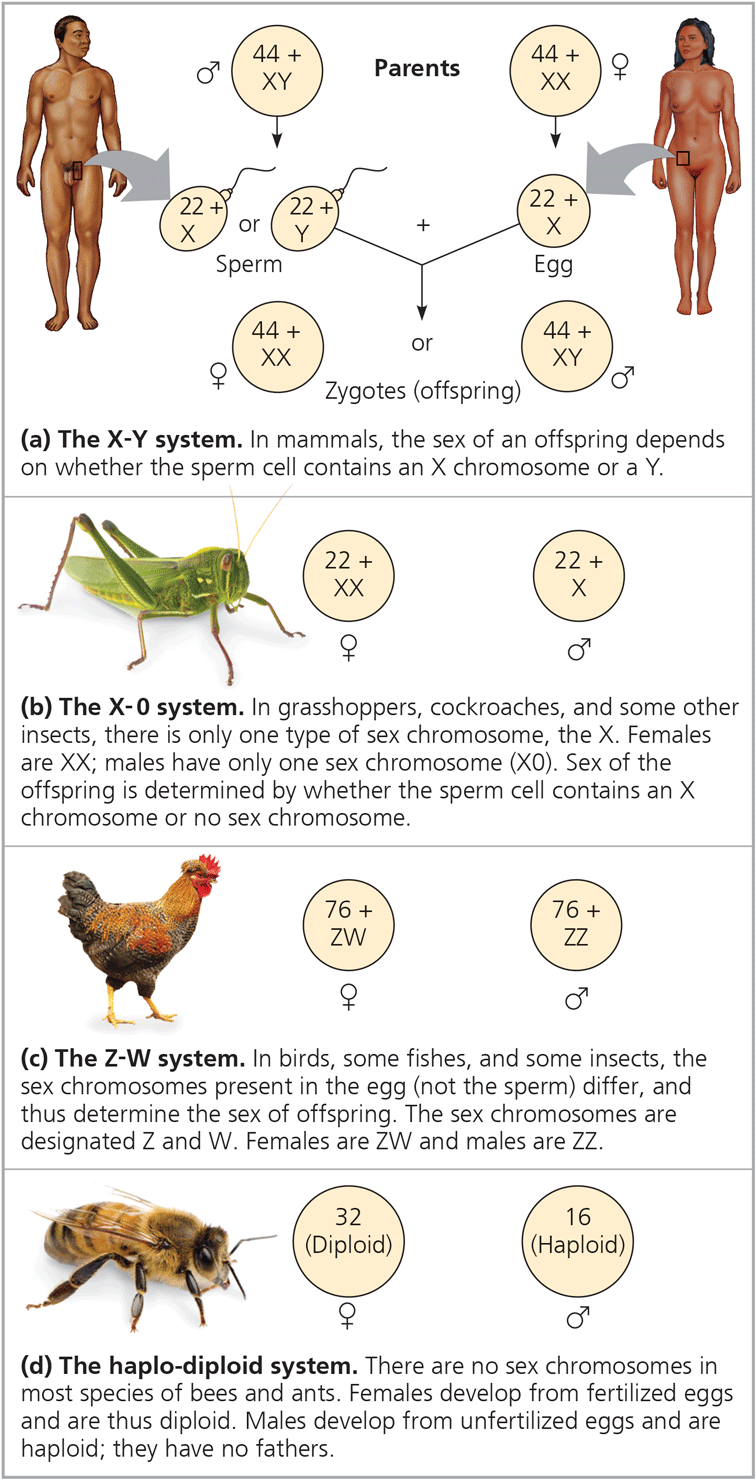 ♂ 44 + XY Parents 44 + XX ♀
22 + X or 22 + Y + 22 + X
Sperm Egg
♀ 44 + XX or 44 + XY ♂
Zygotes (offspring)
(a) The X-Y system. In mammals, the sex of an offspring depends
on whether the sperm cell contains an X chromosome or a Y.
22 + XX 22 + X
♀ ♂
(b) The X-0 system. In grasshoppers, cockroaches, and some other
insects, there is only one type of sex chromosome, the X. Females
are XX; males have only one sex chromosome (X0). Sex of the
offspring is determined by whether the sperm cell contains an X
chromosome or no sex chromosome.
76 + ZW 76 + ZZ
♀ ♂
(c) The Z-W system. In birds, some fishes, and some insects, the
sex chromosomes present in the egg (not the sperm) differ, and
thus determine the sex of offspring. The sex chromosomes are
designated Z and W. Females are ZW and males are ZZ.
32 (Diploid) 16 (Haploid)
♀ ♂
(d) The haplo-diploid system. There are no sex chromosomes in
most species of bees and ants. Females develop from fertilized eggs
and are thus diploid. Males develop from unfertilized eggs and are
haploid; they have no fathers.